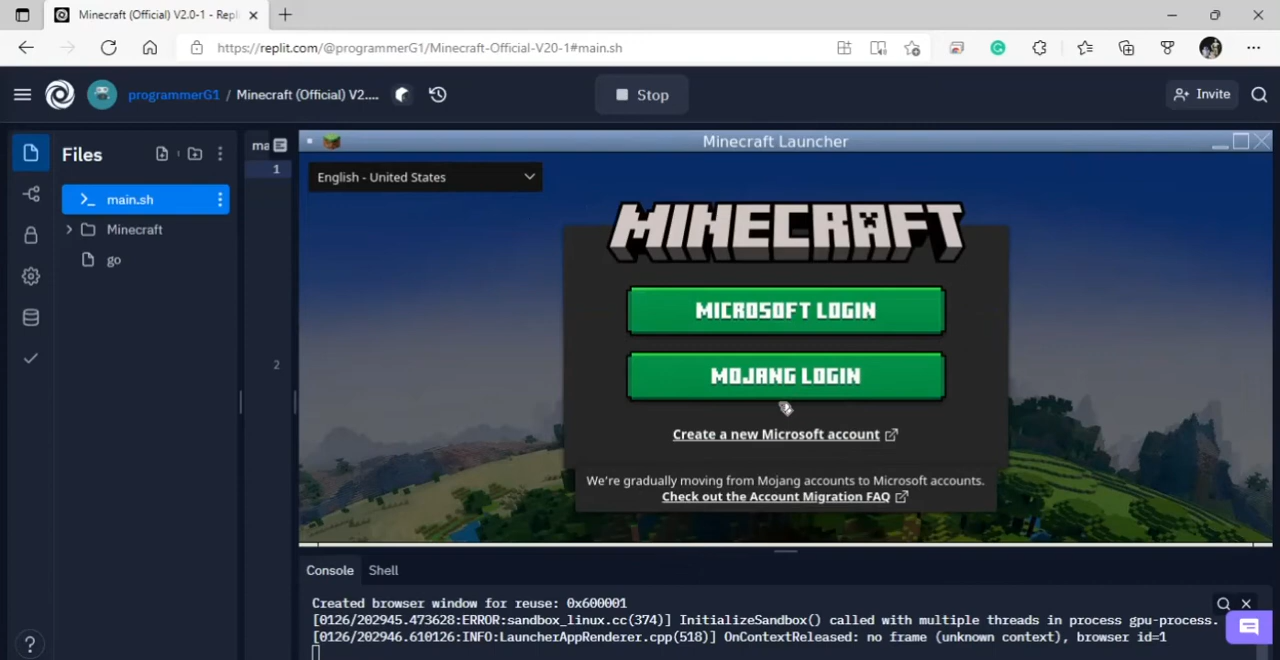 Minecraft (Official) V2.0-1 - Repl
https://replit.com/@programmerG1/Minecraft-Official-V20-1#main.sh
programmerG1 / Minecraft (Official) V2....
Stop
Invite
Files
main.sh
Minecraft
go
ma
1
2
Minecraft Launcher
English - United States
MINECRAFT
MICROSOFT LOGIN
MOJANG LOGIN
Create a new Microsoft account
We're gradually moving from Mojang accounts to Microsoft accounts.
Check out the Account Migration FAQ
Console Shell
Created browser window for reuse: 0x600001
[0126/202945.473628:ERROR:sandbox_linux.cc(374)] InitializeSandbox() called with multiple threads in process gpu-process.
[0126/202946.610126:INFO:LauncherAppRenderer.cpp(518)] OnContextReleased: no frame (unknown context), browser id=1